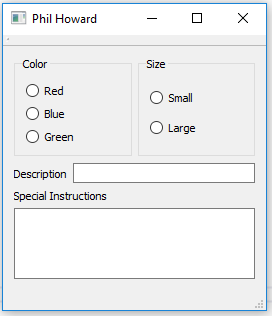 Phil Howard
Color
Red
Blue
Green
Size
Small
Large
Description
Special Instructions